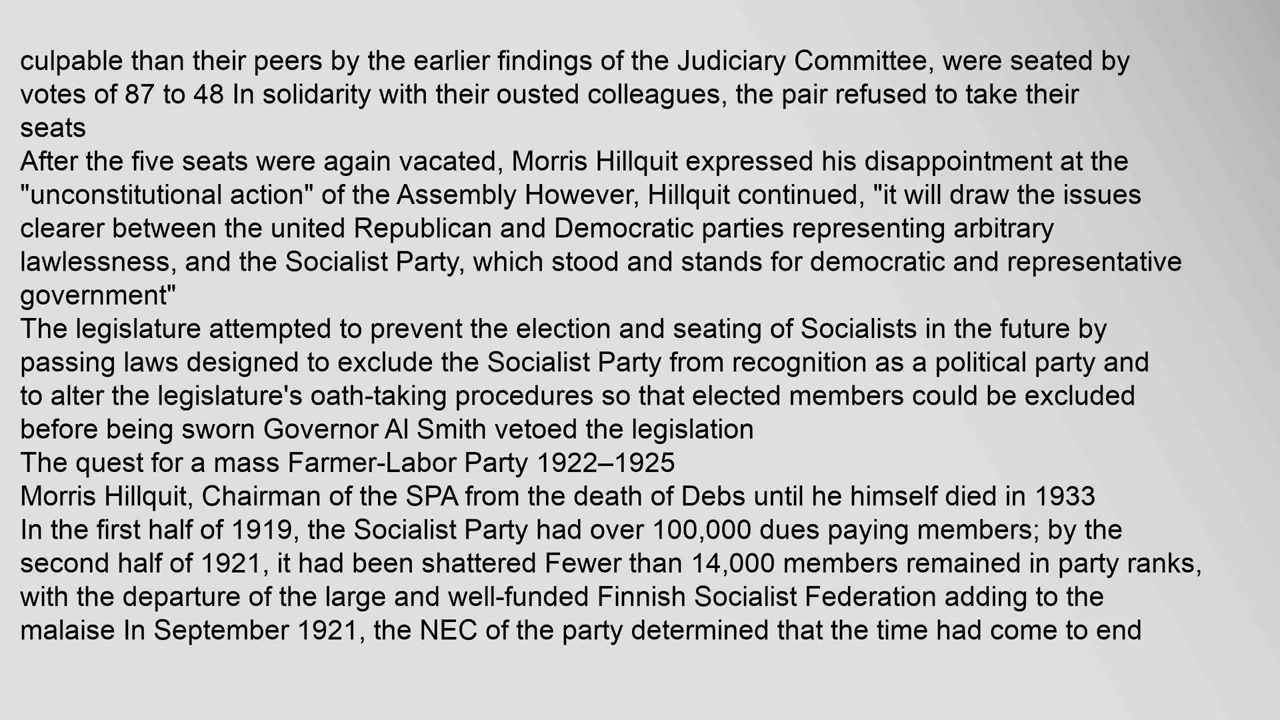 culpable than their peers by the earlier findings of the Judiciary Committee, were seated by
votes of 87 to 48 In solidarity with their ousted colleagues, the pair refused to take their
seats
After the five seats were again vacated, Morris Hillquit expressed his disappointment at the
"unconstitutional action" of the Assembly However, Hillquit continued, "it will draw the issues
clearer between the united Republican and Democratic parties representing arbitrary
lawlessness, and the Socialist Party, which stood and stands for democratic and representative
government"
The legislature attempted to prevent the election and seating of Socialists in the future by
passing laws designed to exclude the Socialist Party from recognition as a political party and
to alter the legislature's oath-taking procedures so that elected members could be excluded
before being sworn Governor Al Smith vetoed the legislation
The quest for a mass Farmer-Labor Party 1922–1925
Morris Hillquit, Chairman of the SPA from the death of Debs until he himself died in 1933
In the first half of 1919, the Socialist Party had over 100,000 dues paying members; by the
second half of 1921, it had been shattered Fewer than 14,000 members remained in party ranks,
with the departure of the large and well-funded Finnish Socialist Federation adding to the
malaise In September 1921, the NEC of the party determined that the time had come to end